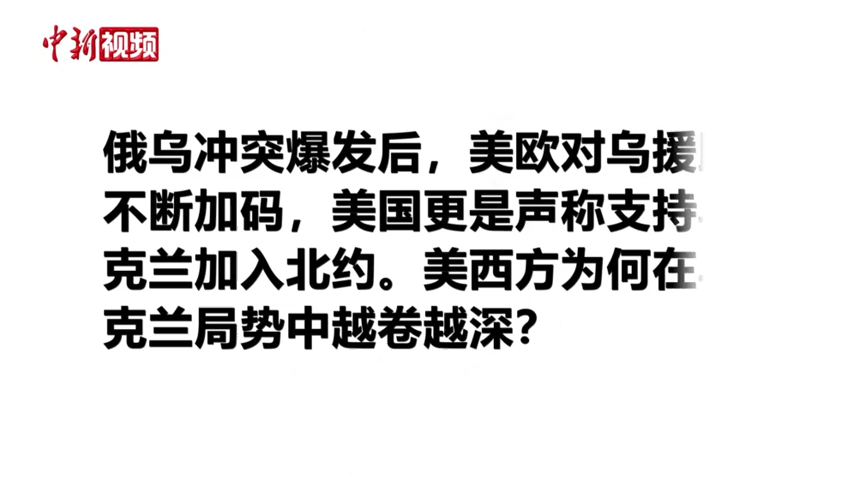 中新视频
俄乌冲突爆发后，美欧对乌援
不断加码，美国更是声称支持
克兰加入北约。美西方为何在
克兰局势中越卷越深？